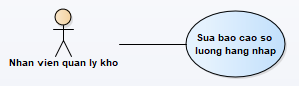 Sua bao cao so
luong hang nhap
Nhan vien quan ly kho